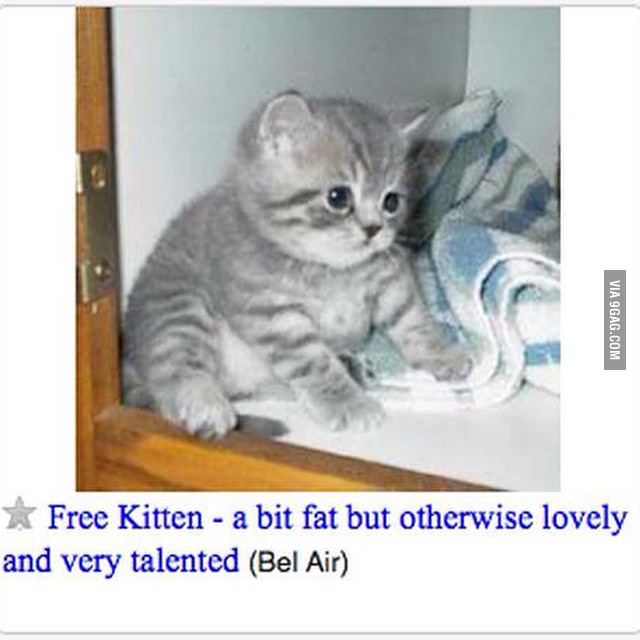 VIA 9GAG.COM
Free Kitten - a bit fat but otherwise lovely
and very talented (Bel Air)